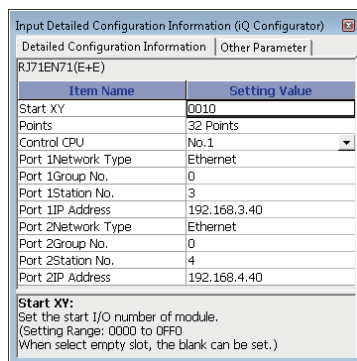 Input Detailed Configuration Information (iQ Configurator)
Detailed Configuration Information Other Parameter
RJ71EN71(E+E)
Item Name Setting Value
Start XY 0010
Points 32 Points
Control CPU No.1
Port 1Network Type Ethernet
Port 1Group No. 0
Port 1Station No. 3
Port 1IP Address 192.168.3.40
Port 2Network Type Ethernet
Port 2Group No. 0
Port 2Station No. 4
Port 2IP Address 192.168.4.40
Start XY:
Set the start I/O number of module.
(Setting Range: 0000 to 0FF0
When select empty slot, the blank can be set.)